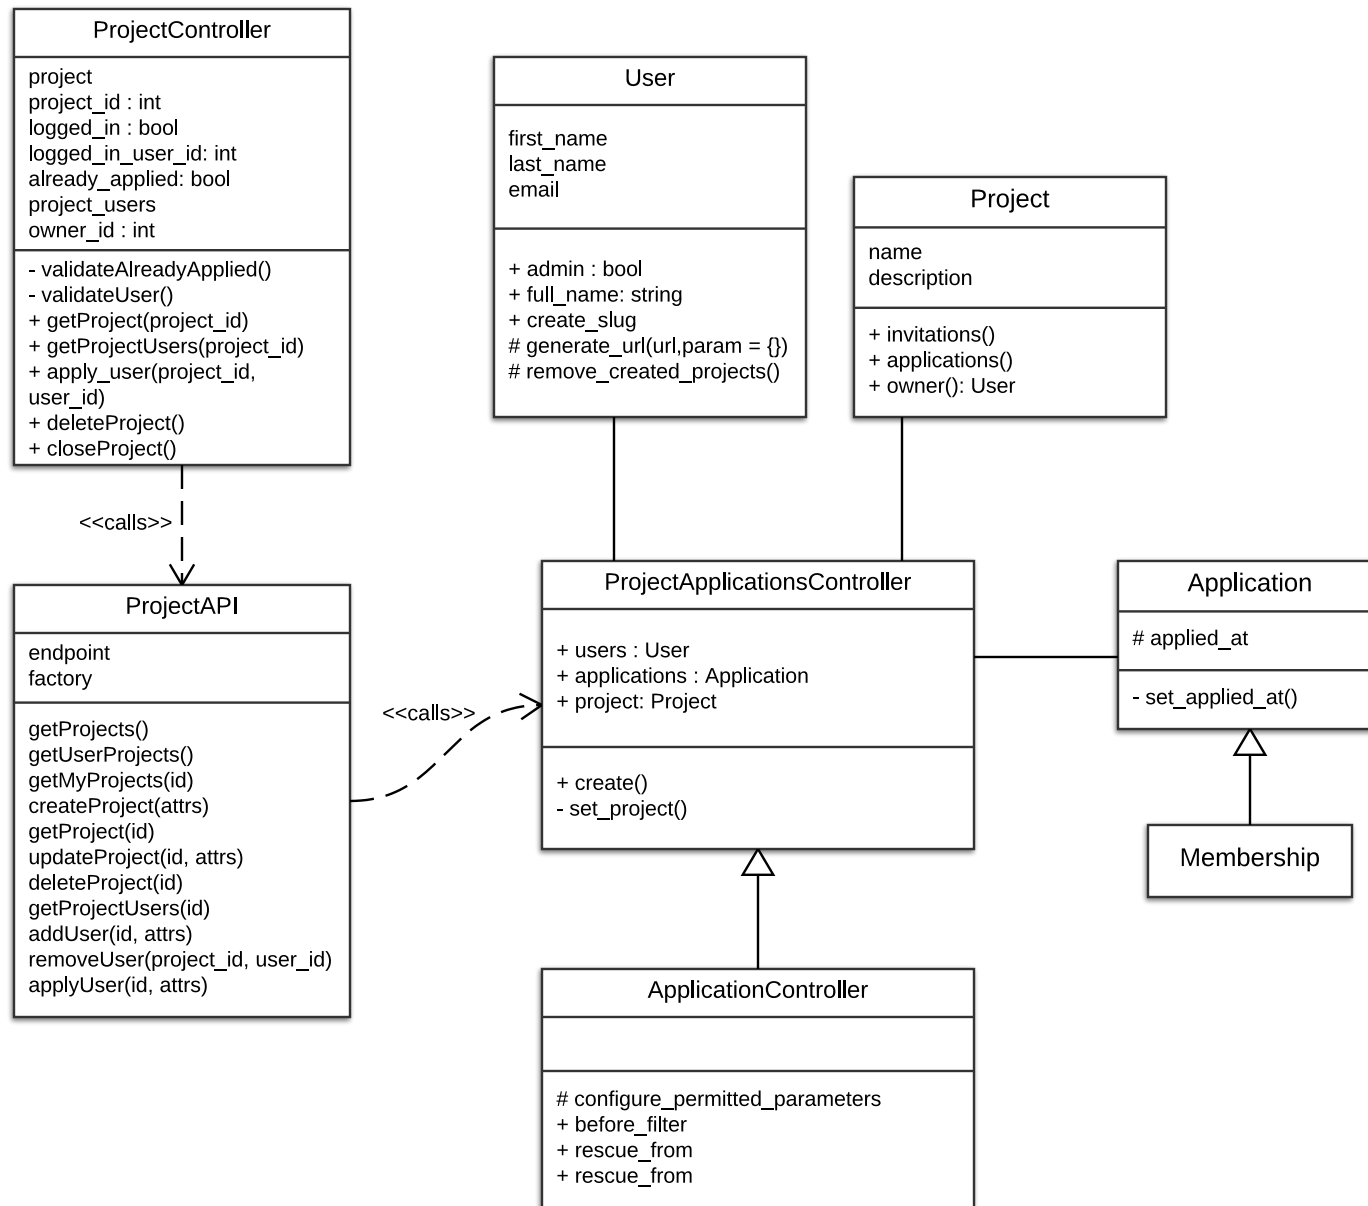 ProjectController
project
project_id : int
logged_in : bool
logged_in_user_id: int
already_applied: bool
project_users
owner_id : int
- validateAlreadyApplied()
- validateUser()
+ getProject(project_id)
+ getProjectUsers(project_id)
+ apply_user(project_id,
user_id)
+ deleteProject()
+ closeProject()
User
first_name
last_name
email
+ admin : bool
+ full_name: string
+ create_slug
# generate_url(url,param = {})
# remove_created_projects()
Project
name
description
+ invitations()
+ applications()
+ owner(): User
<<calls>>
ProjectAPI
endpoint
factory
getProjects()
getUserProjects()
getMyProjects(id)
createProject(attrs)
getProject(id)
updateProject(id, attrs)
deleteProject(id)
getProjectUsers(id)
addUser(id, attrs)
removeUser(project_id, user_id)
applyUser(id, attrs)
<<calls>>
ProjectApplicationsController
+ users : User
+ applications : Application
+ project: Project
+ create()
- set_project()
Application
# applied_at
- set_applied_at()
Membership
ApplicationController
# configure_permitted_parameters
+ before_filter
+ rescue_from
+ rescue_from